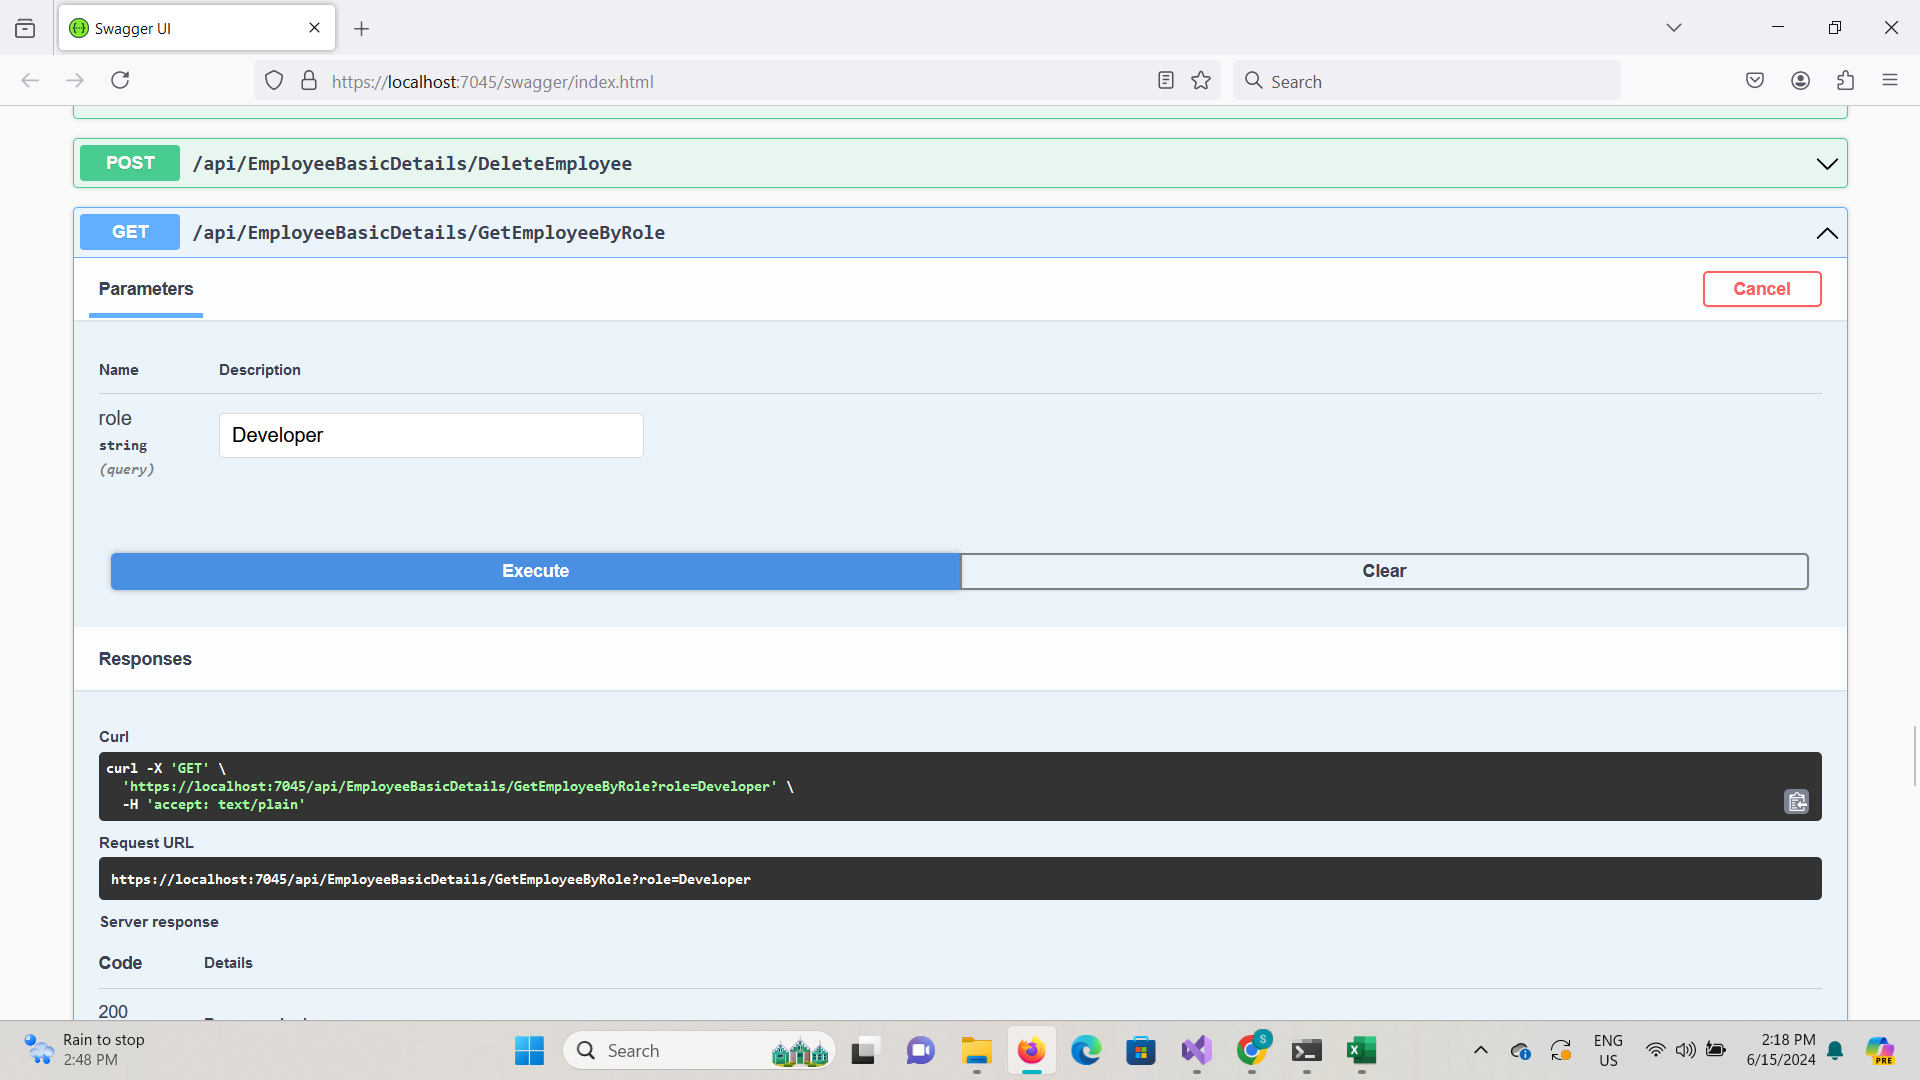 Swagger UI
https://localhost:7045/swagger/index.html
Search
POST /api/EmployeeBasicDetails/DeleteEmployee
GET /api/EmployeeBasicDetails/GetEmployeeByRole
Parameters
Cancel
Name Description
role
string
(query)
Developer
Execute
Clear
Responses
Curl
curl -X 'GET' \
'https://localhost:7045/api/EmployeeBasicDetails/GetEmployeeByRole?role=Developer' \
-H 'accept: text/plain'
Request URL
https://localhost:7045/api/EmployeeBasicDetails/GetEmployeeByRole?role=Developer
Server response
Code Details
200
Rain to stop
2:48 PM
Search
S
ENG
US
2:18 PM
6/15/2024
PRE